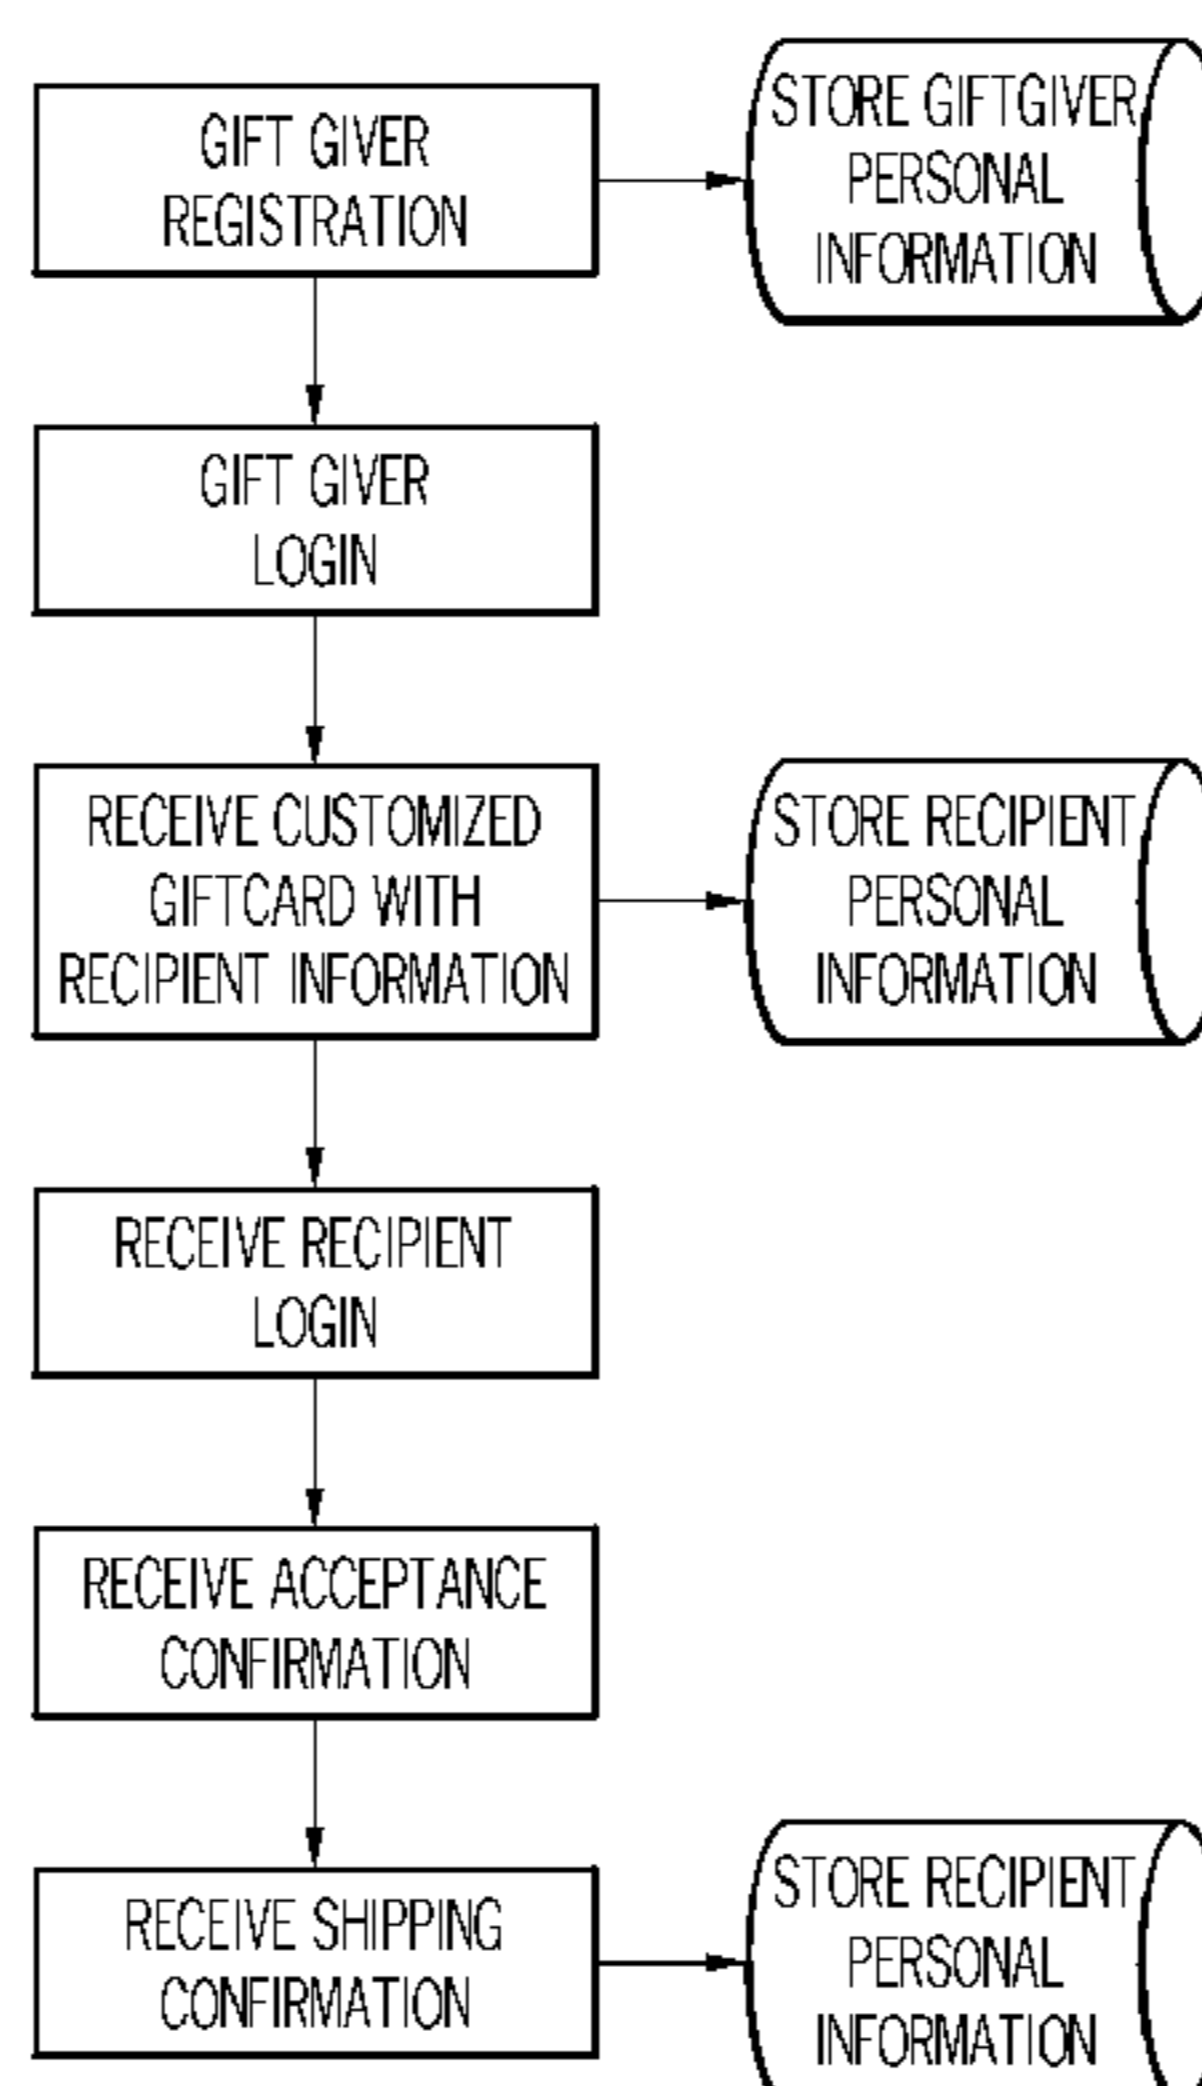 GIFT GIVER
REGISTRATION
STORE GIFTGIVER
PERSONAL
INFORMATION
GIFT GIVER
LOGIN
RECEIVE CUSTOMIZED
GIFTCARD WITH
RECIPIENT INFORMATION
STORE RECIPIENT
PERSONAL
INFORMATION
RECEIVE RECIPIENT
LOGIN
RECEIVE ACCEPTANCE
CONFIRMATION
RECEIVE SHIPPING
CONFIRMATION
STORE RECIPIENT
PERSONAL
INFORMATION